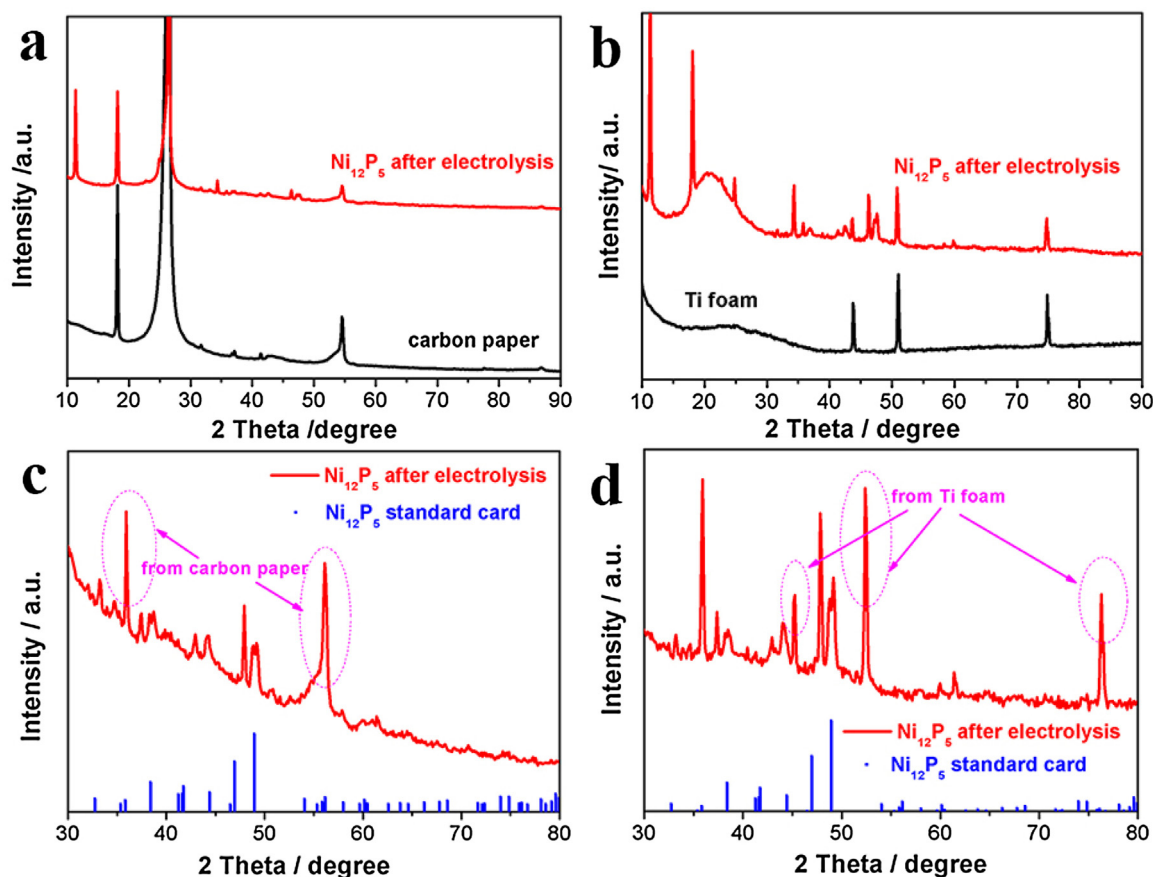 a
Intensity /a.u.
Ni₁₂P₅ after electrolysis
carbon paper
10 20 30 40 50 60 70 80 90
2 Theta /degree
b
Intensity/ a.u.
Ni₁₂P₅ after electrolysis
Ti foam
10 20 30 40 50 60 70 80 90
2 Theta / degree
c
Intensity / a.u.
Ni₁₂P₅ after electrolysis
Ni₁₂P₅ standard card
from carbon paper
30 40 50 60 70 80
2 Theta / degree
d
Intensity / a.u.
from Ti foam
Ni₁₂P₅ after electrolysis
Ni₁₂P₅ standard card
30 40 50 60 70 80
2 Theta / degree